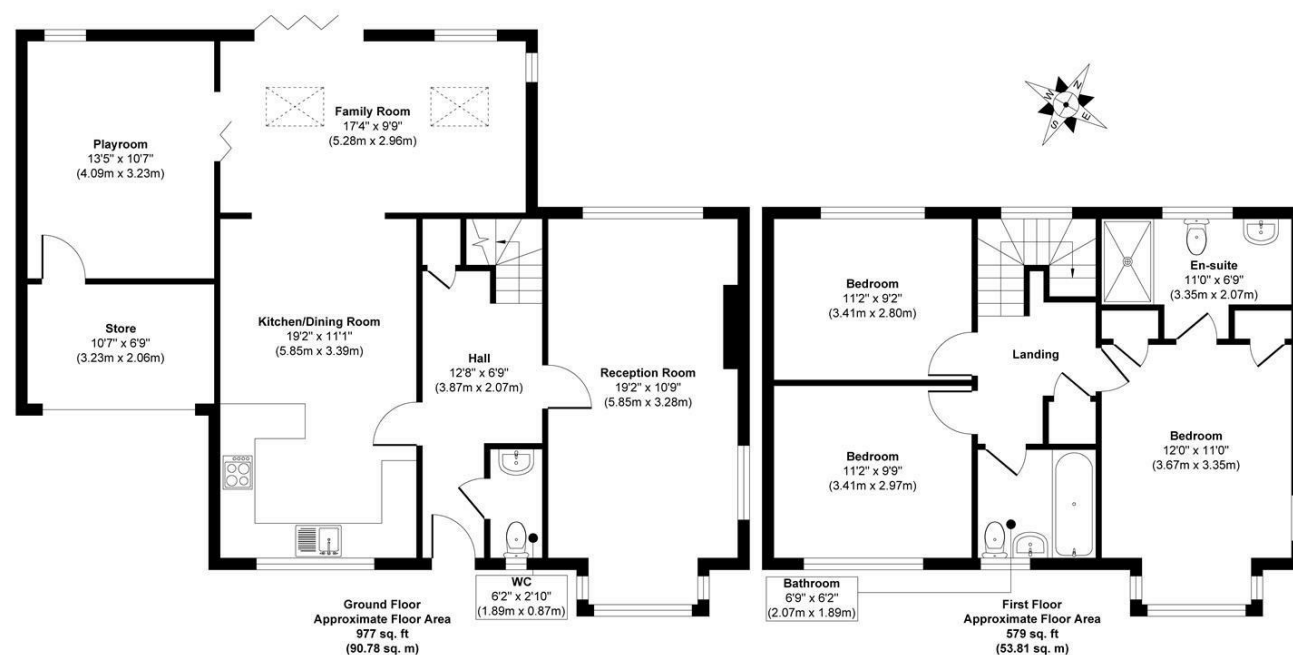 Playroom
13'5" x 10'7"
(4.09m x 3.23m)
Family Room
17'4" x 9'9"
(5.28m x 2.96m)
N
E
S
W
Store
10'7" x 6'9"
(3.23m x 2.06m)
Kitchen/Dining Room
19'2" x 11'1"
(5.85m x 3.39m)
Hall
12'8" x 6'9"
(3.87m x 2.07m)
Reception Room
19'2" x 10'9"
(5.85m x 3.28m)
WC
6'2" x 2'10"
(1.89m x 0.87m)
Ground Floor
Approximate Floor Area
977 sq. ft
(90.78 sq. m)
Bedroom
11'2" x 9'2"
(3.41m x 2.80m)
Landing
En-suite
11'0" x 6'9"
(3.35m x 2.07m)
Bedroom
11'2" x 9'9"
(3.41m x 2.97m)
Bedroom
12'0" x 11'0"
(3.67m x 3.35m)
Bathroom
6'9" x 6'2"
(2.07m x 1.89m)
First Floor
Approximate Floor Area
579 sq. ft
(53.81 sq. m)